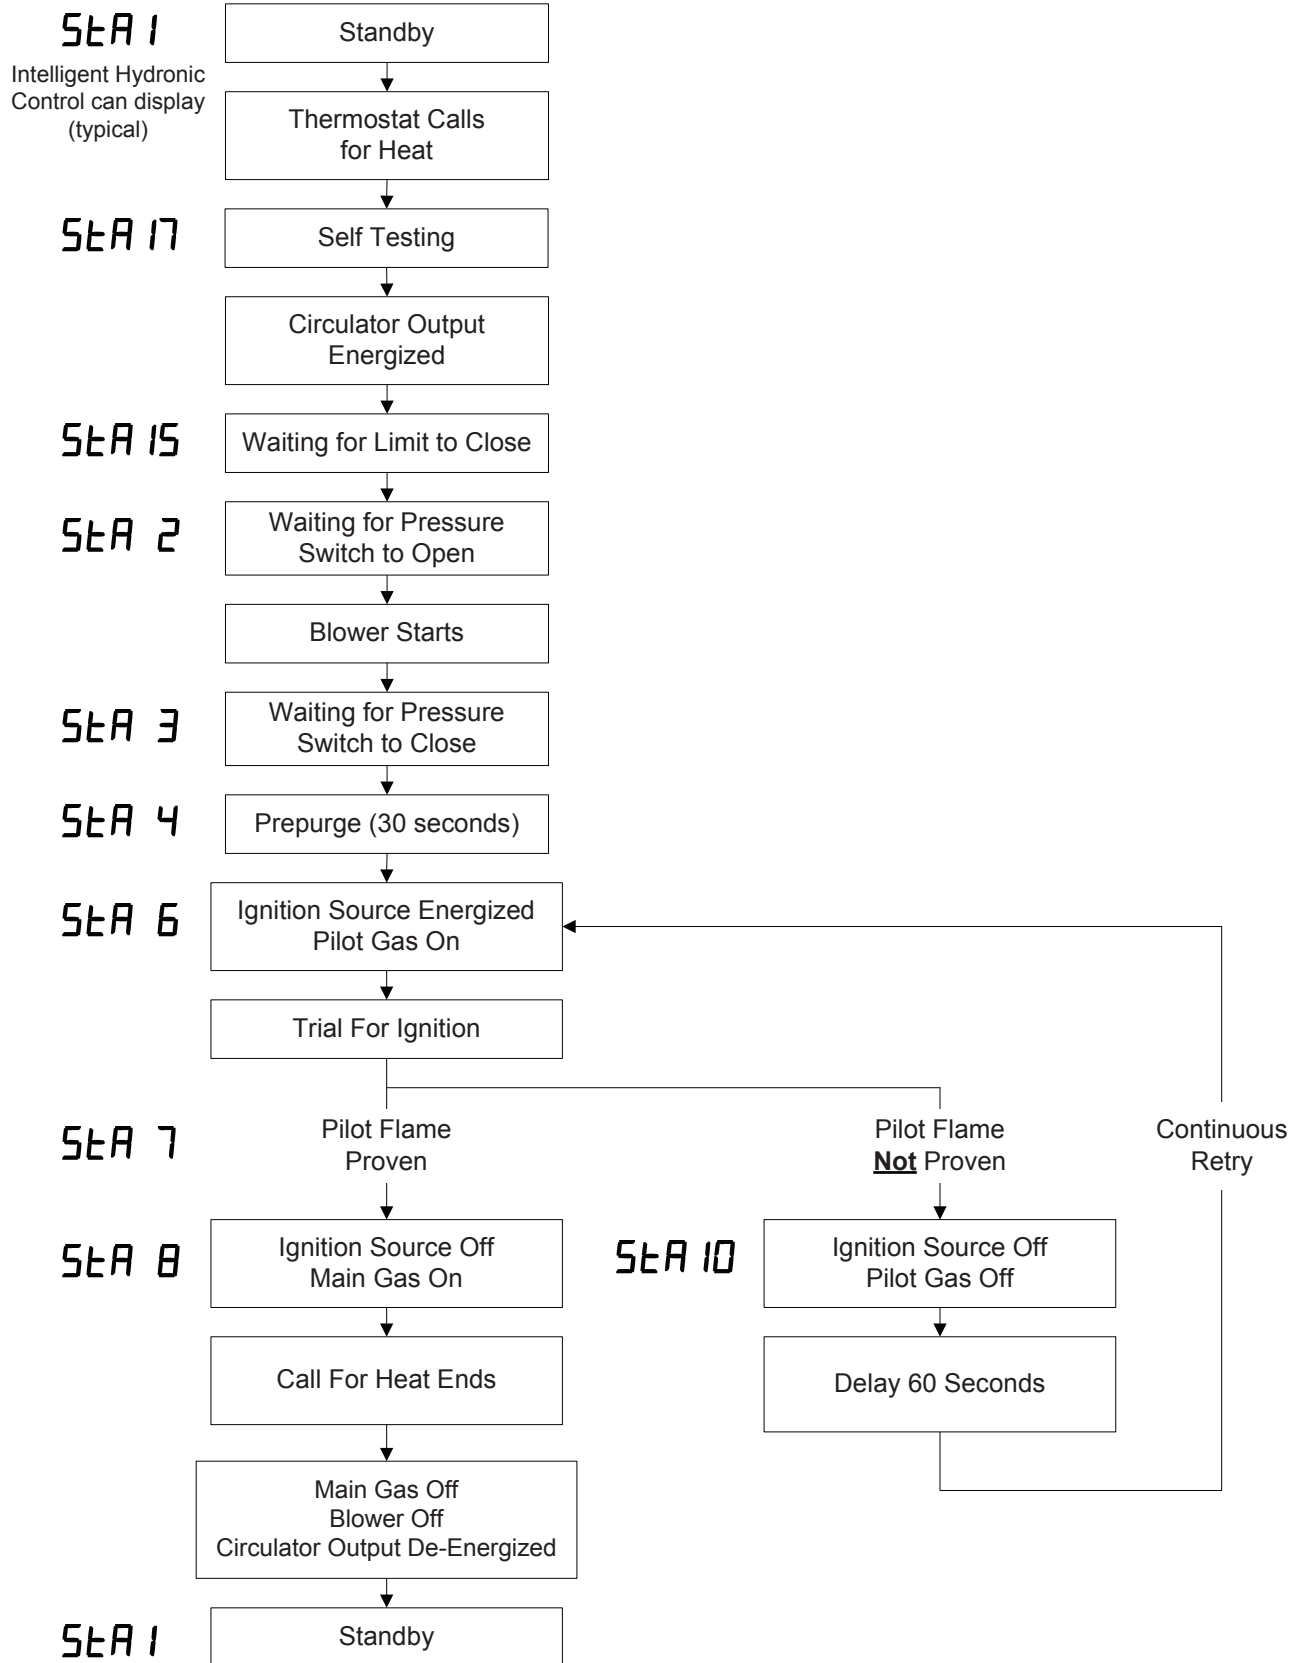 StA 1
Standby
Intelligent Hydronic
Control can display
(typical)
Thermostat Calls
for Heat
StA 17
Self Testing
Circulator Output
Energized
StA 15
Waiting for Limit to Close
StA 2
Waiting for Pressure
Switch to Open
Blower Starts
StA 3
Waiting for Pressure
Switch to Close
StA 4
Prepurge (30 seconds)
StA 6
Ignition Source Energized
Pilot Gas On
Trial For Ignition
StA 7
Pilot Flame
Proven
Pilot Flame
Not Proven
Continuous
Retry
StA 8
Ignition Source Off
Main Gas On
StA 10
Ignition Source Off
Pilot Gas Off
Call For Heat Ends
Delay 60 Seconds
Main Gas Off
Blower Off
Circulator Output De-Energized
StA 1
Standby